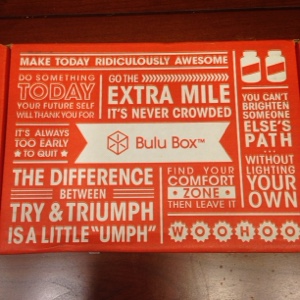 MAKE TODAY RIDICULOUSLY AWESOME
DO SOMETHING
TODAY
YOUR FUTURE SELF
WILL THANK YOU FOR
GO THE
EXTRA MILE
IT'S NEVER CROWDED
YOU CAN'T
BRIGHTEN
SOMEONE
ELSE'S
PATH
... WITHOUT
LIGHTING
YOUR
OWN
IT'S ALWAYS
TOO EARLY
TO QUIT
Bulu Box™
THE DIFFERENCE
BETWEEN
TRY & TRIUMPH
IS A LITTLE "UMPH"
FIND YOUR
COMFORT
ZONE
THEN LEAVE IT
WOOHOO